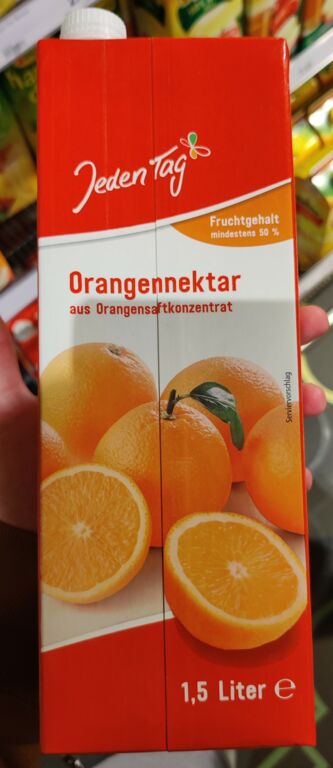 Jeden Tag
Fruchtgehalt
mindestens 50 %
Orangennektar
aus Orangensaftkonzentrat
Serviervorschlag
1,5 Liter ℮